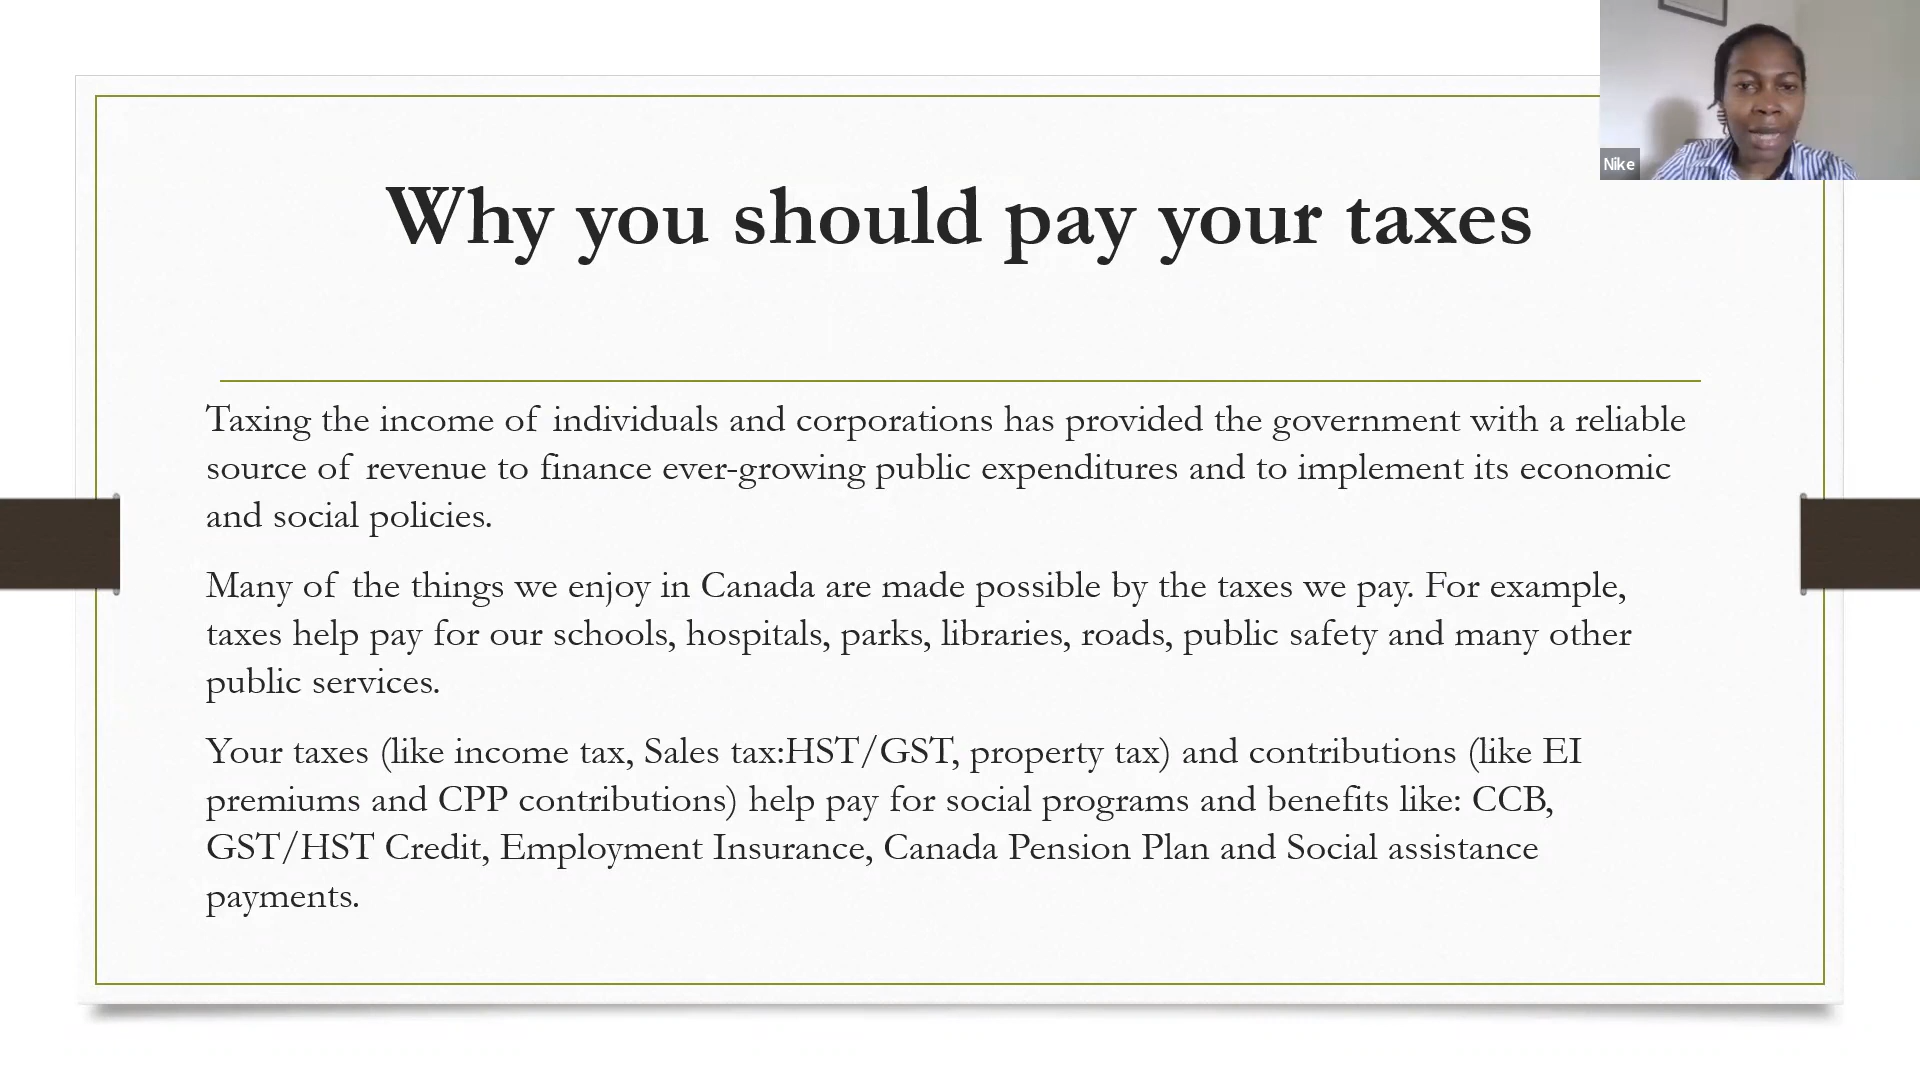 Nike
Why you should pay your taxes
Taxing the income of individuals and corporations has provided the government with a reliable
source of revenue to finance ever-growing public expenditures and to implement its economic
and social policies.
Many of the things we enjoy in Canada are made possible by the taxes we pay. For example,
taxes help pay for our schools, hospitals, parks, libraries, roads, public safety and many other
public services.
Your taxes (like income tax, Sales tax:HST/GST, property tax) and contributions (like EI
premiums and CPP contributions) help pay for social programs and benefits like: CCB,
GST/HST Credit, Employment Insurance, Canada Pension Plan and Social assistance
payments.